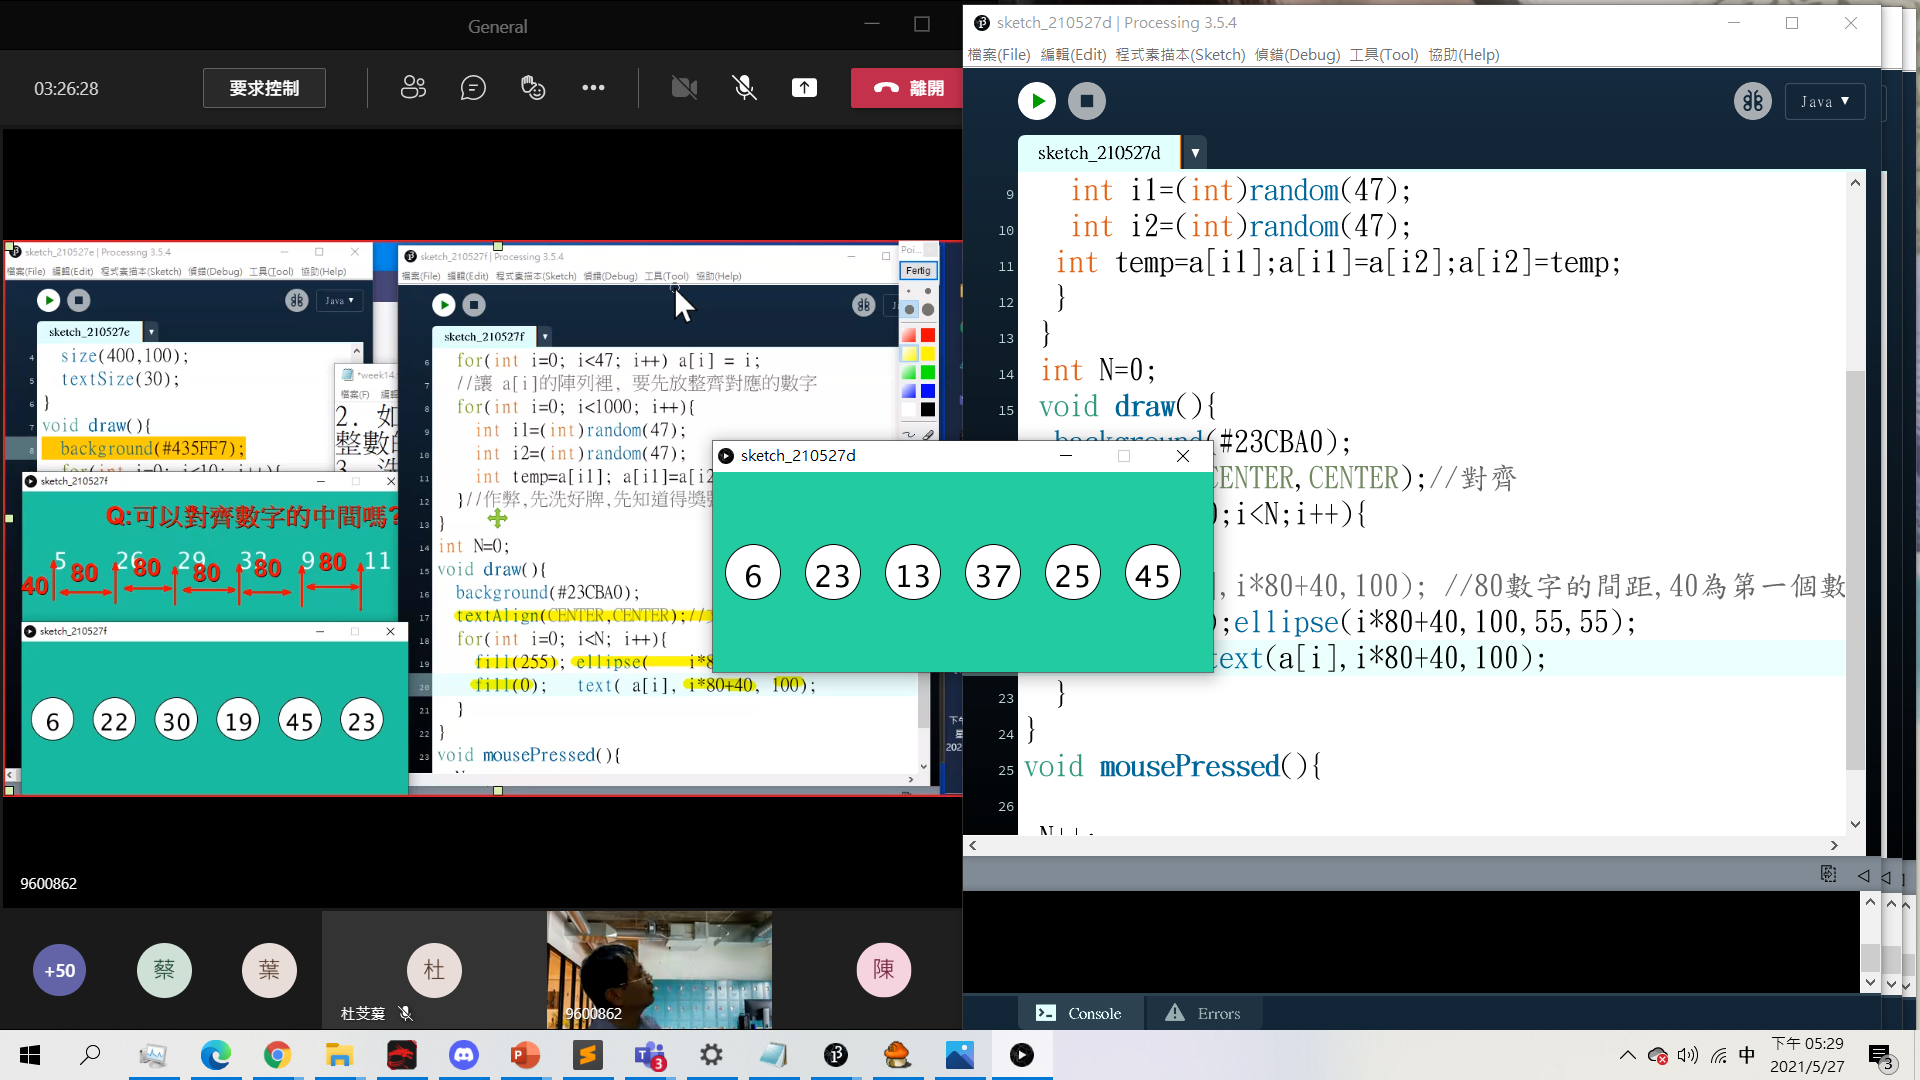 General
03:26:28
要求控制
離開
sketch_210527e | Processing 3.5.4
檔案(File) 編輯(Edit) 程式素描本(Sketch) 偵錯(Debug) 工具(Tool) 協助(Help)
Java ▼
sketch_210527e
4 size(400,100);
5 textSize(30);
6 }
7 void draw(){
8 background(#435FF7);
*week14.
檔案(F) 編輯
2. 如
整數的
sketch_210527f
Q:可以對齊數字的中間嗎?
5 26 29 32 9 11
40 80 80 80 80 80
sketch_210527f
6 22 30 19 45 23
sketch_210527f | Processing 3.5.4
檔案(File) 編輯(Edit) 程式素描本(Sketch) 偵錯(Debug) 工具(Tool) 協助(Help)
sketch_210527f
6 for(int i=0; i<47; i++) a[i] = i;
7 //讓 a[i]的陣列裡, 要先放整齊對應的數字
8 for(int i=0; i<1000; i++){
9 int i1=(int)random(47);
10 int i2=(int)random(47);
11 int temp=a[i1]; a[i1]=a[i2
12 }//作弊,先洗好牌,先知道得獎
13 }
14 int N=0;
15 void draw(){
16 background(#23CBA0);
17 textAlign(CENTER,CENTER);//
18 for(int i=0; i<N; i++){
19 fill(255); ellipse( i*8
20 fill(0); text( a[i], i*80+40, 100);
21 }
22 }
23 void mousePressed(){
Poi...
Fertig
9600862
+50
蔡
葉
杜
9600862
陳
sketch_210527d | Processing 3.5.4
檔案(File) 編輯(Edit) 程式素描本(Sketch) 偵錯(Debug) 工具(Tool) 協助(Help)
Java ▼
sketch_210527d
9 int i1=(int)random(47);
10 int i2=(int)random(47);
11 int temp=a[i1];a[i1]=a[i2];a[i2]=temp;
12 }
13 }
14 int N=0;
15 void draw(){
background(#23CBA0);
CENTER,CENTER);//對齊
;i<N;i++){
],i*80+40,100); //80數字的間距,40為第一個數
);ellipse(i*80+40,100,55,55);
text(a[i],i*80+40,100);
23 }
24 }
25 void mousePressed(){
26
N++;
sketch_210527d
6 23 13 37 25 45
Console
Errors
3
中
下午 05:29
2021/5/27
3